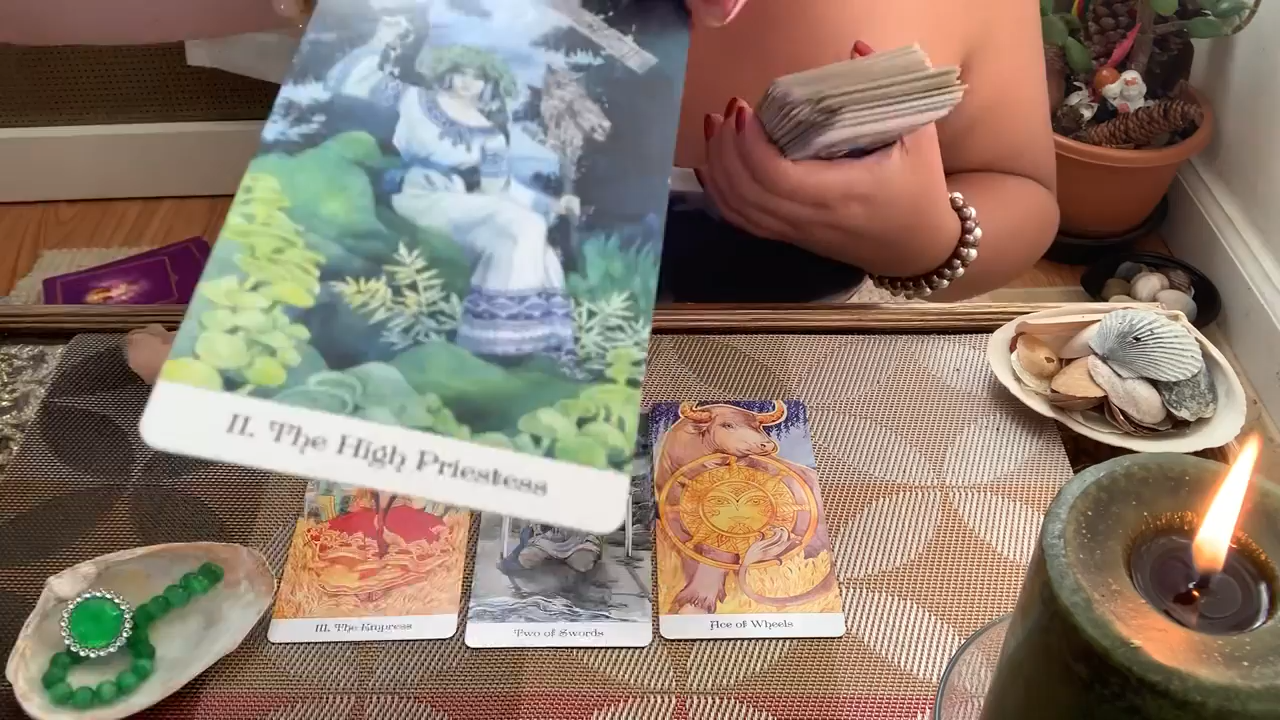 II. The High Priestess
III. The Empress
Two of Swords
Ace of Wheels